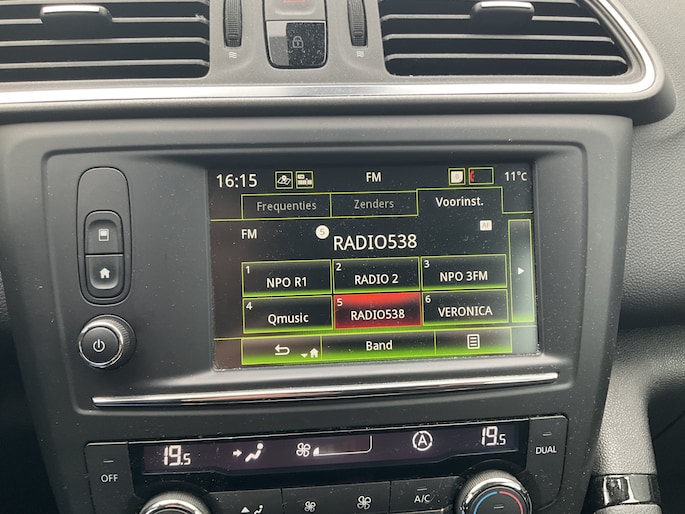 16:15 FM 11°C
Frequenties Zenders Voorinst.
FM S AF
RADIO538
1 NPO R1 2 RADIO 2 3 NPO 3FM
4 Qmusic 5 RADIO538 6 VERONICA
Band
19.5 A 19.5
OFF DUAL
A/C